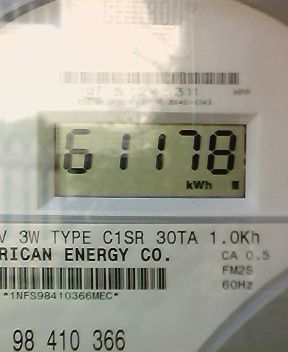 61178
kWh
V 3W TYPE C1SR 30TA 1.0Kh
RICAN ENERGY CO.
CA 0.5
FM2S
60Hz
*1NFS98410366MEC*
98 410 366